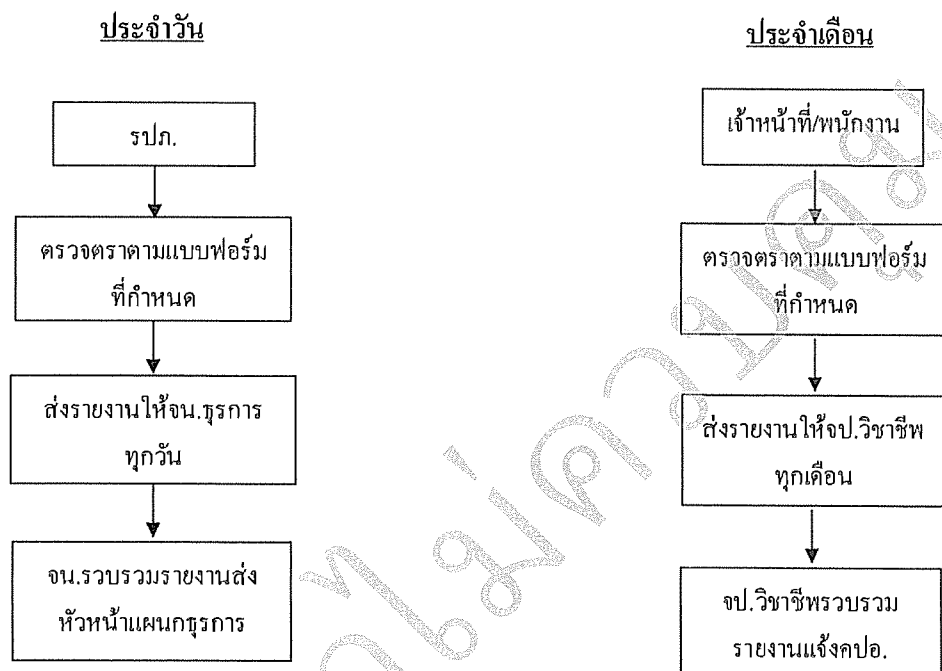 ประจำวัน
รปภ.
ตรวจตราตามแบบฟอร์ม
ที่กำหนด
ส่งรายงานให้จน.ธุรการ
ทุกวัน
จน.รวบรวมรายงานส่ง
หัวหน้าแผนกธุรการ
ประจำเดือน
เจ้าหน้าที่/พนักงาน
ตรวจตราตามแบบฟอร์ม
ที่กำหนด
ส่งรายงานให้จป.วิชาชีพ
ทุกเดือน
จป.วิชาชีพรวบรวม
รายงานแจ้งคปอ.